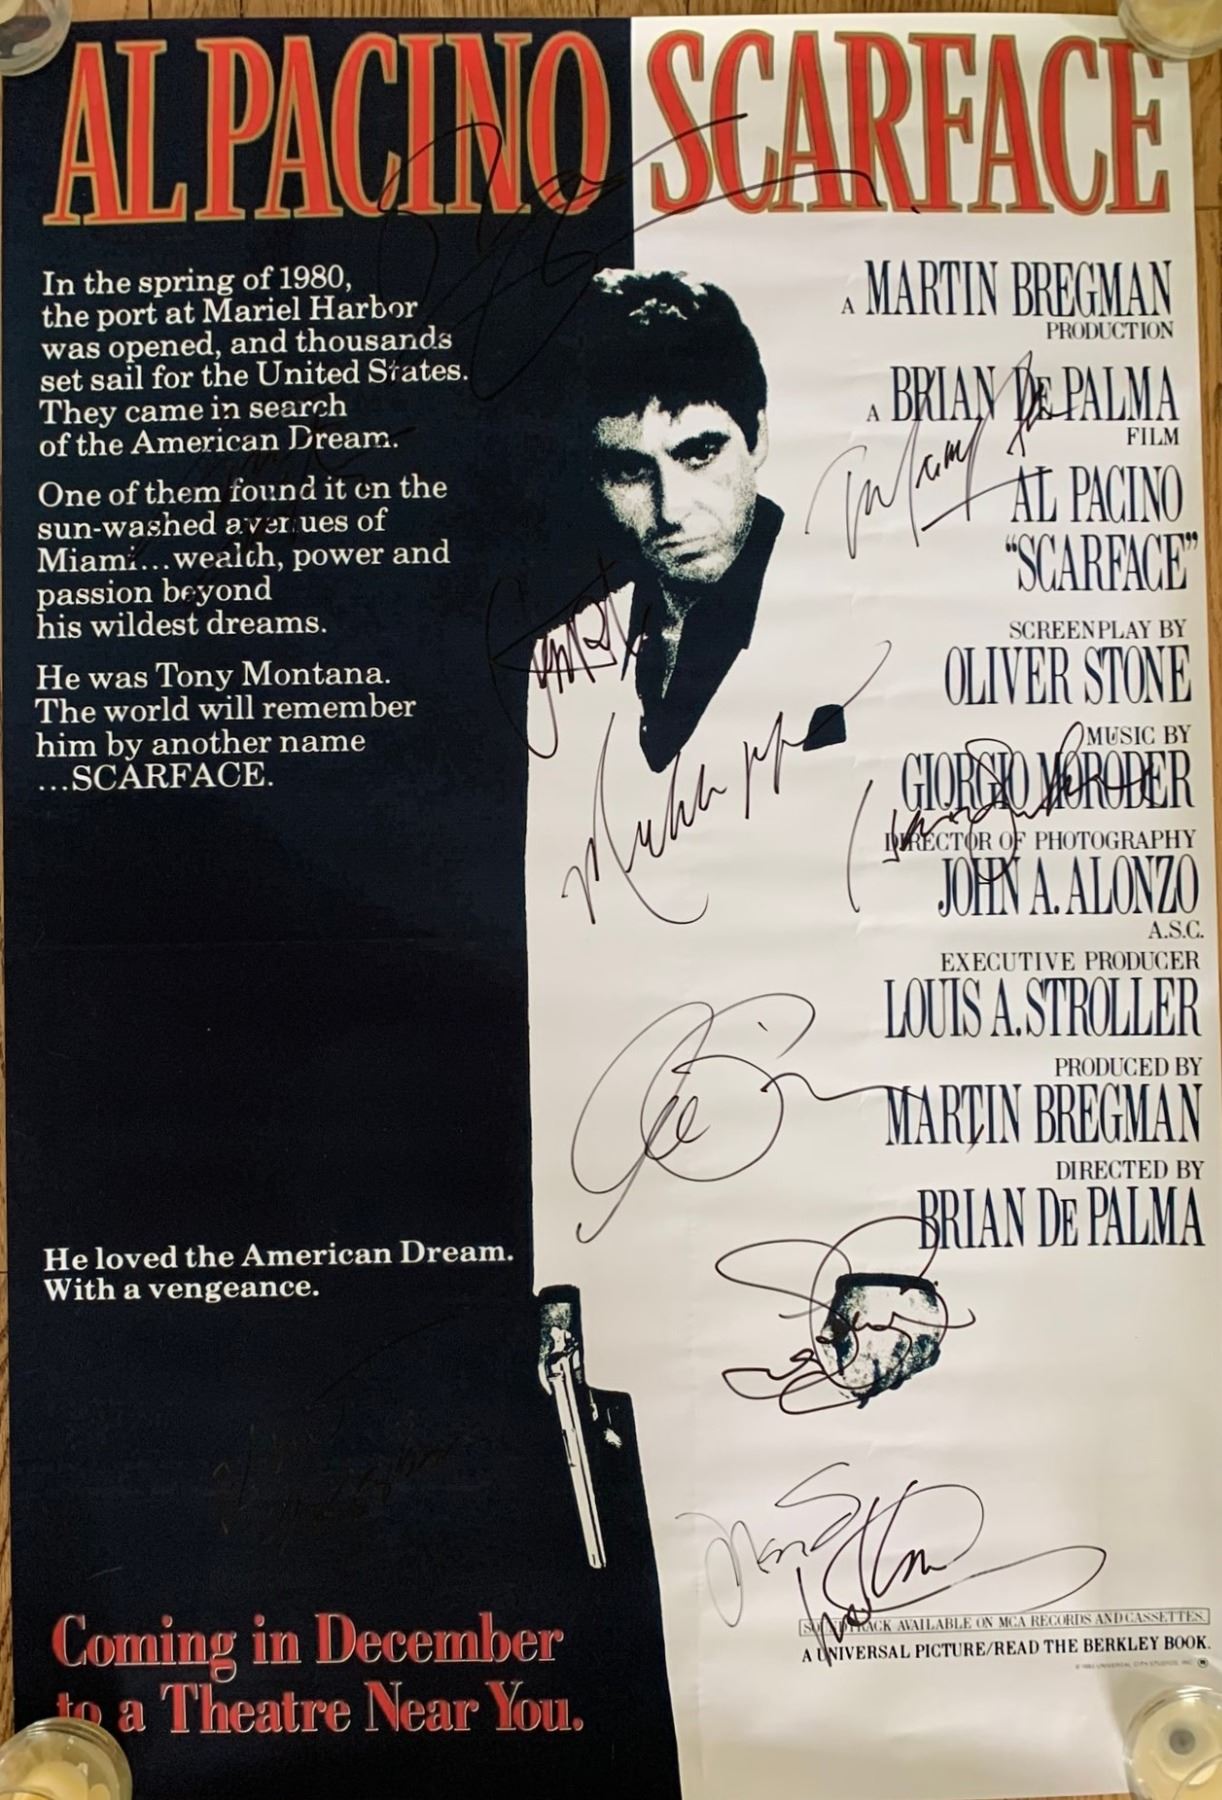 AL PACINO SCARFACE
In the spring of 1980,
the port at Mariel Harbor
was opened, and thousands
set sail for the United States.
They came in search
of the American Dream.
One of them found it on the
sun-washed avenues of
Miami...wealth, power and
passion beyond
his wildest dreams.
He was Tony Montana.
The world will remember
him by another name
...SCARFACE.
He loved the American Dream.
With a vengeance.
Coming in December
to a Theatre Near You.
A MARTIN BREGMAN
PRODUCTION
A BRIAN DE PALMA
FILM
AL PACINO
“SCARFACE”
SCREENPLAY BY
OLIVER STONE
MUSIC BY
GIORGIO MORODER
DIRECTOR OF PHOTOGRAPHY
JOHN A. ALONZO
A.S.C.
EXECUTIVE PRODUCER
LOUIS A. STROLLER
PRODUCED BY
MARTIN BREGMAN
DIRECTED BY
BRIAN DE PALMA
SOUNDTRACK AVAILABLE ON MCA RECORDS AND CASSETTES.
A UNIVERSAL PICTURE/READ THE BERKLEY BOOK.